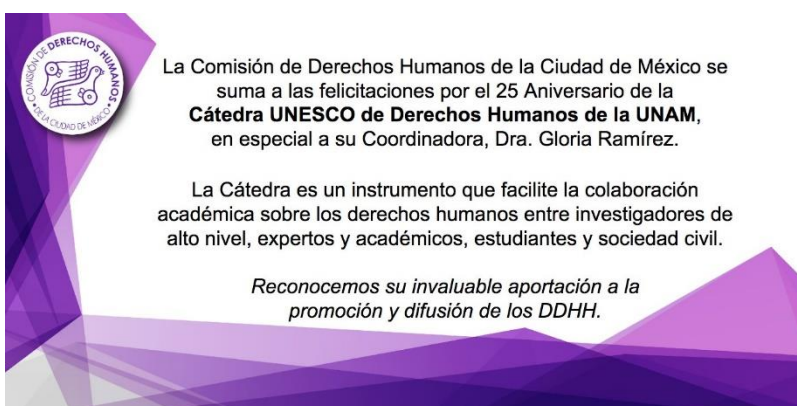 COMISIÓN DE DERECHOS HUMANOS
DE LA CIUDAD DE MÉXICO
La Comisión de Derechos Humanos de la Ciudad de México se
suma a las felicitaciones por el 25 Aniversario de la
Cátedra UNESCO de Derechos Humanos de la UNAM,
en especial a su Coordinadora, Dra. Gloria Ramírez.
La Cátedra es un instrumento que facilite la colaboración
académica sobre los derechos humanos entre investigadores de
alto nivel, expertos y académicos, estudiantes y sociedad civil.
Reconocemos su invaluable aportación a la
promoción y difusión de los DDHH.